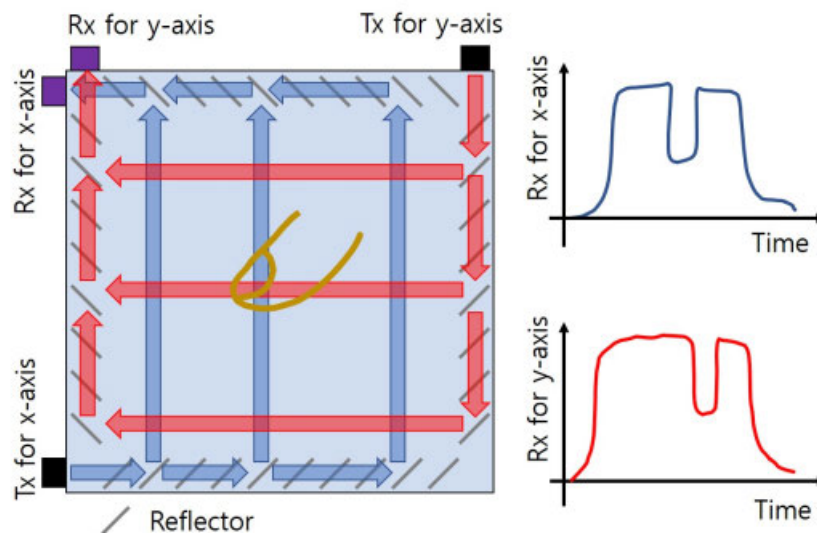 Rx for y-axis
Tx for y-axis
Rx for x-axis
Tx for x-axis
Reflector
Rx for x-axis
Time
Rx for y-axis
Time